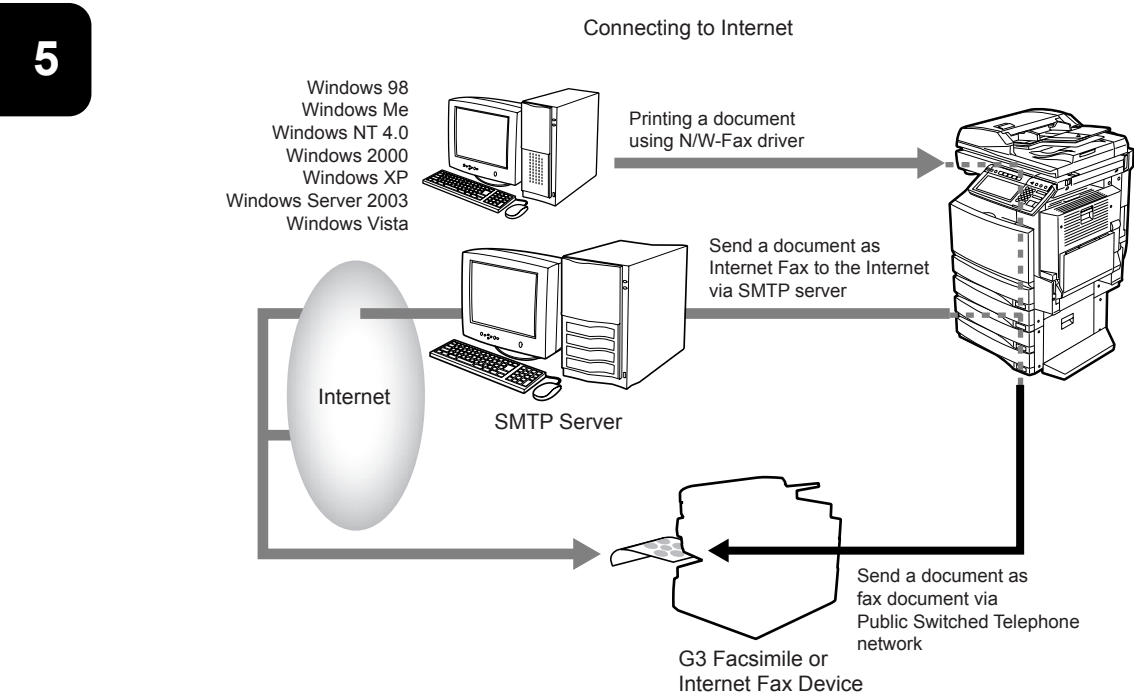 5
Connecting to Internet
Windows 98
Windows Me
Windows NT 4.0
Windows 2000
Windows XP
Windows Server 2003
Windows Vista
Printing a document
using N/W-Fax driver
Send a document as
Internet Fax to the Internet
via SMTP server
Internet
SMTP Server
Send a document as
fax document via
Public Switched Telephone
network
G3 Facsimile or
Internet Fax Device